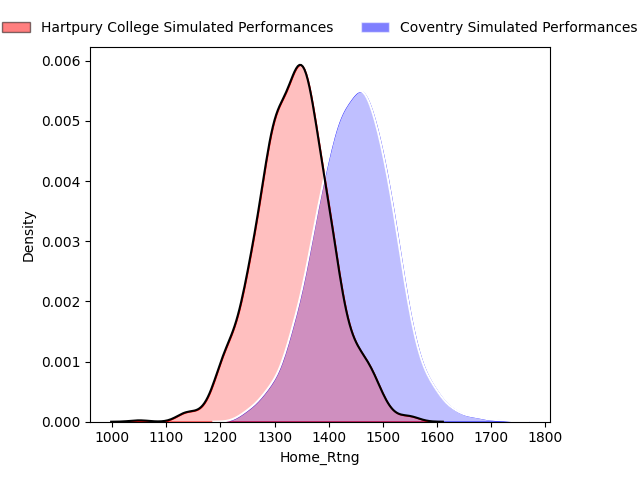 Hartpury College Simulated Performances Coventry Simulated Performances
0.006
0.005
0.004
0.003
0.002
0.001
0.000
Density
1000 1100 1200 1300 1400 1500 1600 1700 1800
Home_Rtng